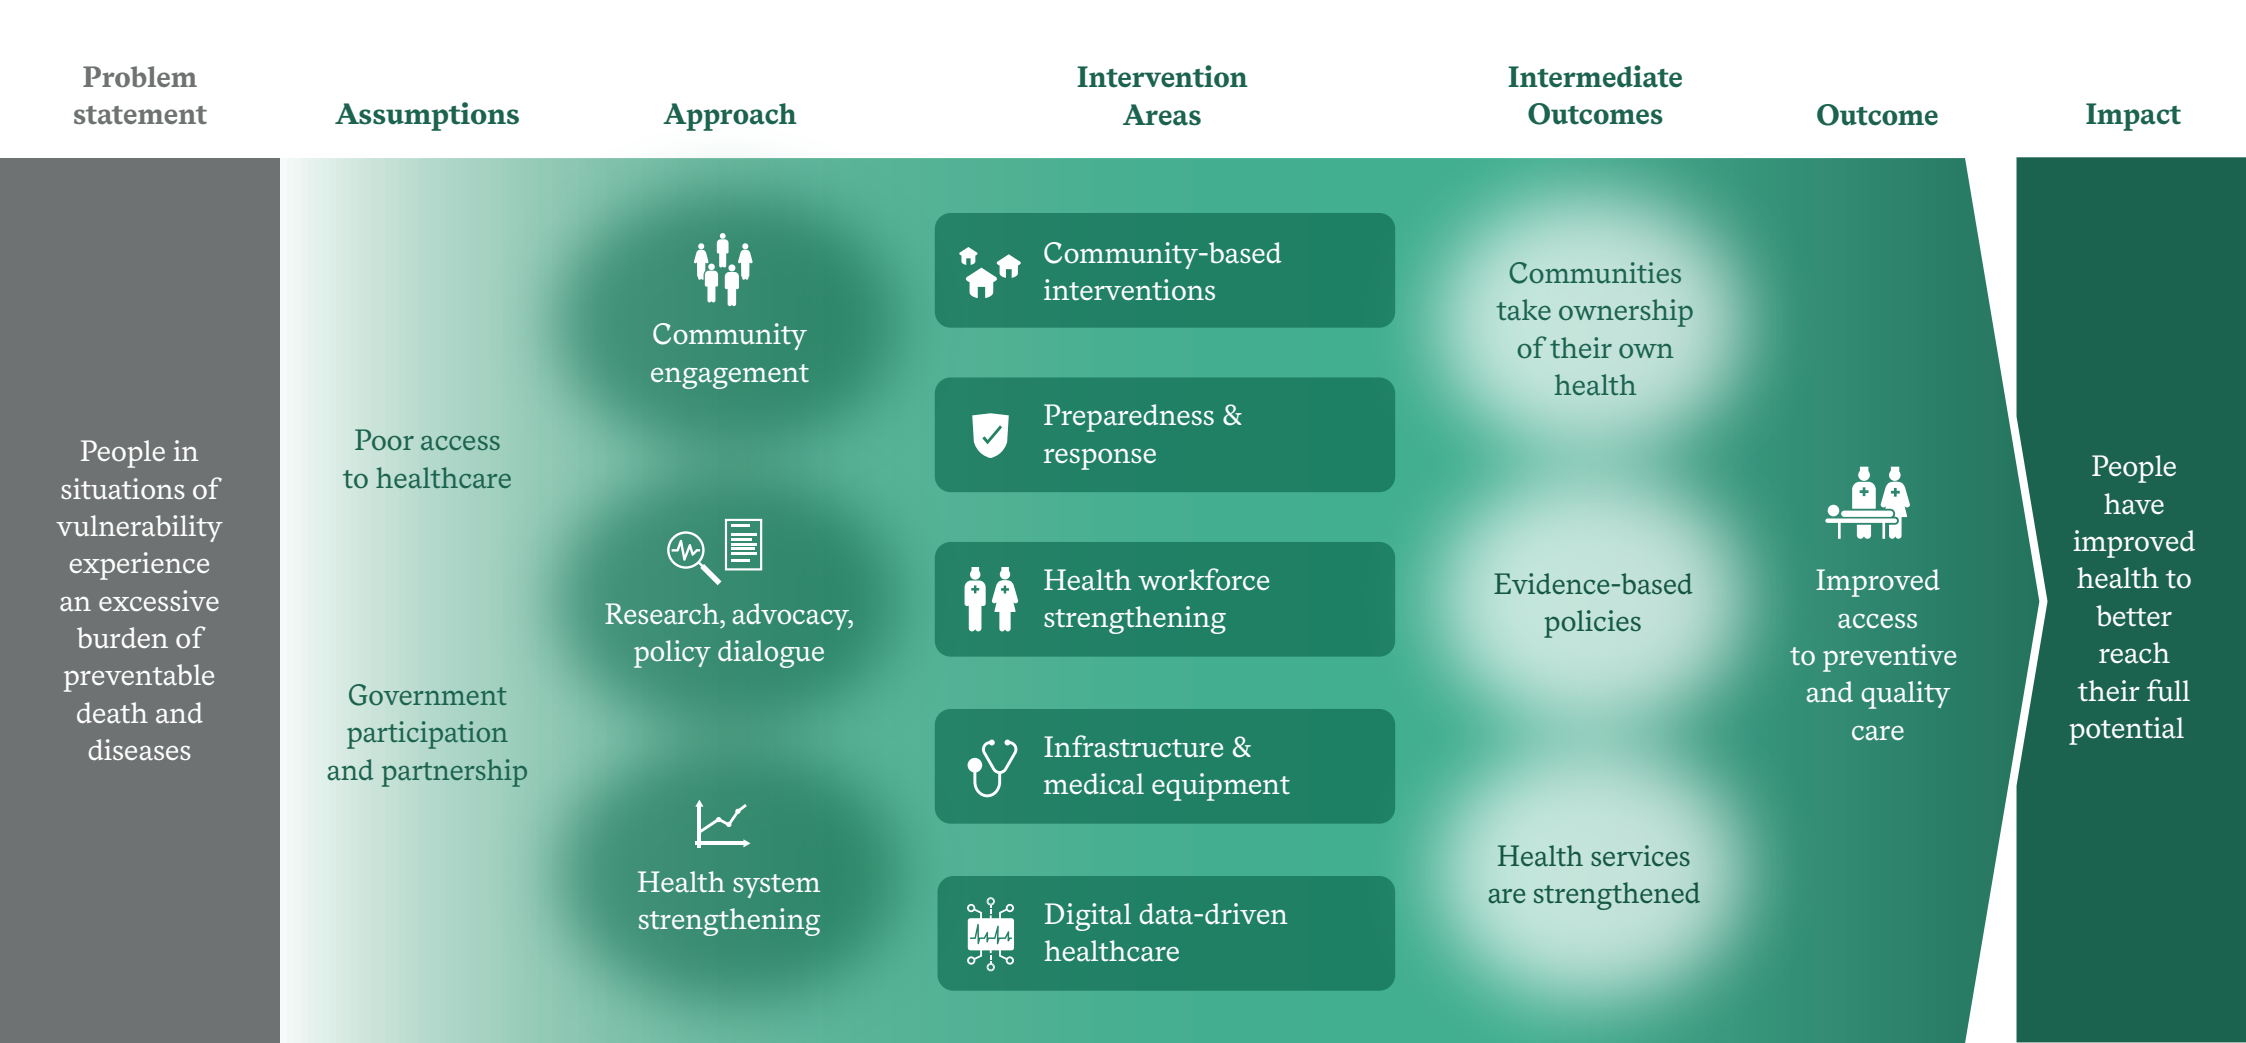 Problem
statement
Assumptions
Approach
Intervention
Areas
Intermediate
Outcomes
Outcome
Impact
People in
situations of
vulnerability
experience
an excessive
burden of
preventable
death and
diseases
Poor access
to healthcare
Government
participation
and partnership
Community
engagement
Research, advocacy,
policy dialogue
Health system
strengthening
Community-based
interventions
Preparedness &
response
Health workforce
strengthening
Infrastructure &
medical equipment
Digital data-driven
healthcare
Communities
take ownership
of their own
health
Evidence-based
policies
Health services
are strengthened
Improved
access
to preventive
and quality
care
People
have
improved
health to
better
reach
their full
potential